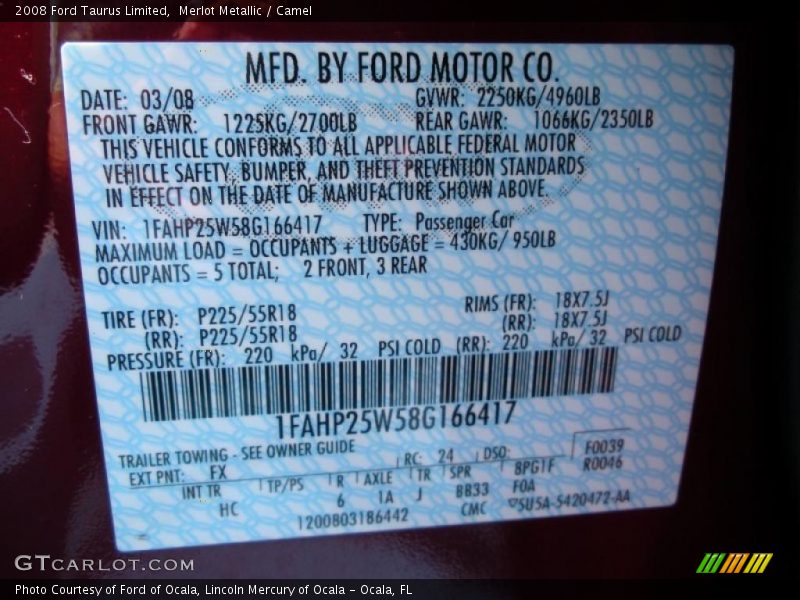 2008 Ford Taurus Limited,  Merlot Metallic / Camel
MFD. BY FORD MOTOR CO.
DATE: 03/08 GVWR: 2250KG/4960LB
FRONT GAWR: 1225KG/2700LB REAR GAWR: 1066KG/2350LB
THIS VEHICLE CONFORMS TO ALL APPLICABLE FEDERAL MOTOR
VEHICLE SAFETY, BUMPER, AND THEFT PREVENTION STANDARDS
IN EFFECT ON THE DATE OF MANUFACTURE SHOWN ABOVE.
VIN: 1FAHP25W58G166417 TYPE: Passenger Car
MAXIMUM LOAD = OCCUPANTS + LUGGAGE = 430KG/ 950LB
OCCUPANTS = 5 TOTAL; 2 FRONT, 3 REAR
TIRE (FR): P225/55R18 RIMS (FR): 18X7.5J
(RR): P225/55R18 (RR): 18X7.5J
PRESSURE (FR): 220 kPa/ 32 PSI COLD (RR): 220 kPa/ 32 PSI COLD
1FAHP25W58G166417
TRAILER TOWING - SEE OWNER GUIDE RC: 24 DSO: F0039
EXT PNT: FX R0046
INT TR TP/PS R AXLE TR SPR 8PG1F
HC 6 1A J BB33 FOA
1200803186442 CMC 5U5A-5420472-AA
GTCARLOT.COM
Photo Courtesy of Ford of Ocala, Lincoln Mercury of Ocala – Ocala, FL